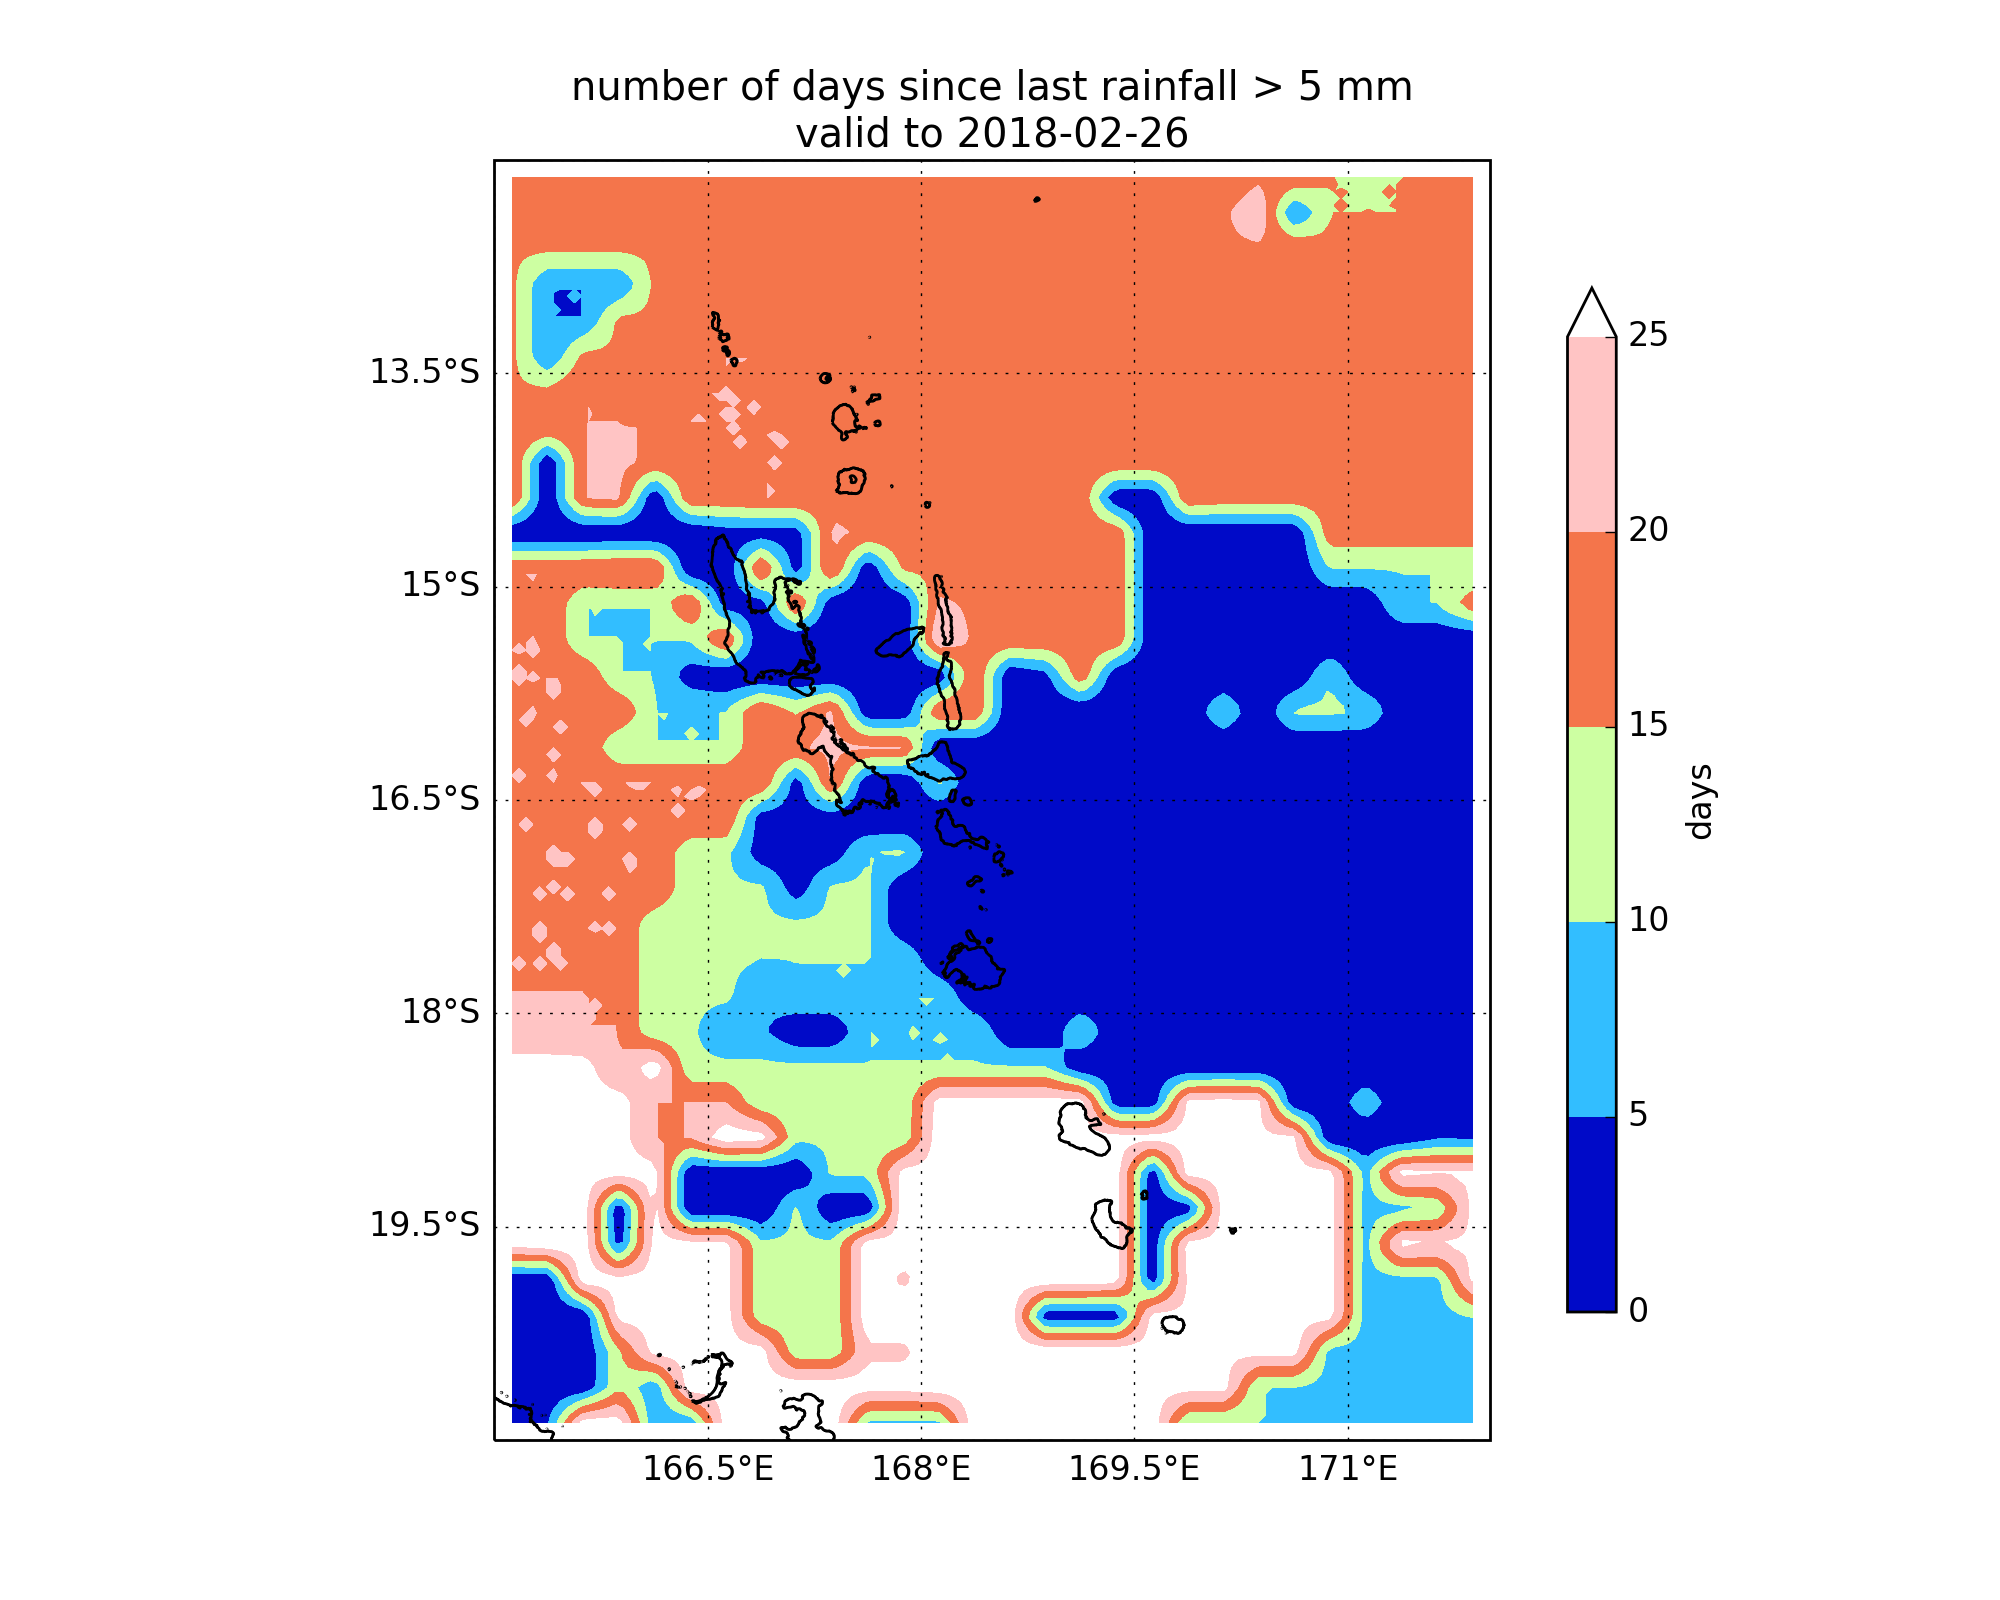 number of days since last rainfall > 5 mm
valid to 2018-02-26
13.5°S
15°S
16.5°S
18°S
19.5°S
166.5°E
168°E
169.5°E
171°E
25
20
15
10
5
0
days